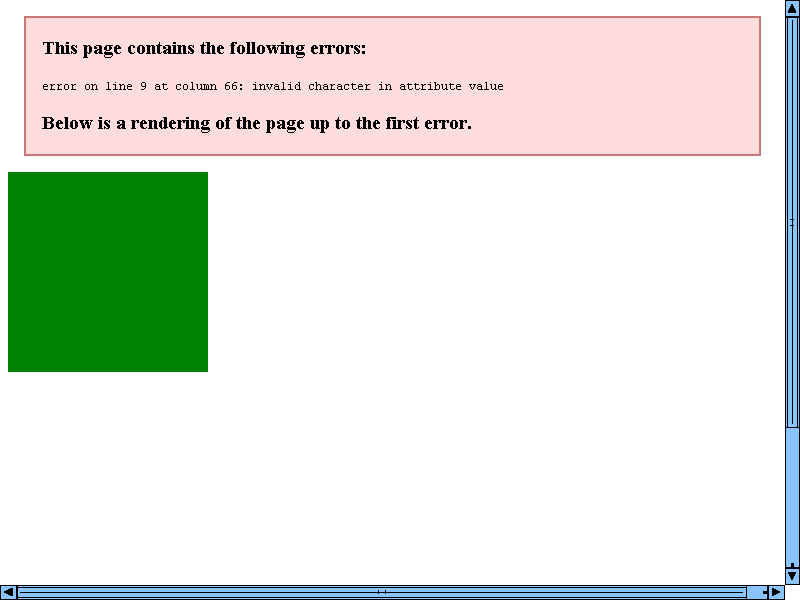 This page contains the following errors:
error on line 9 at column 66: invalid character in attribute value
Below is a rendering of the page up to the first error.